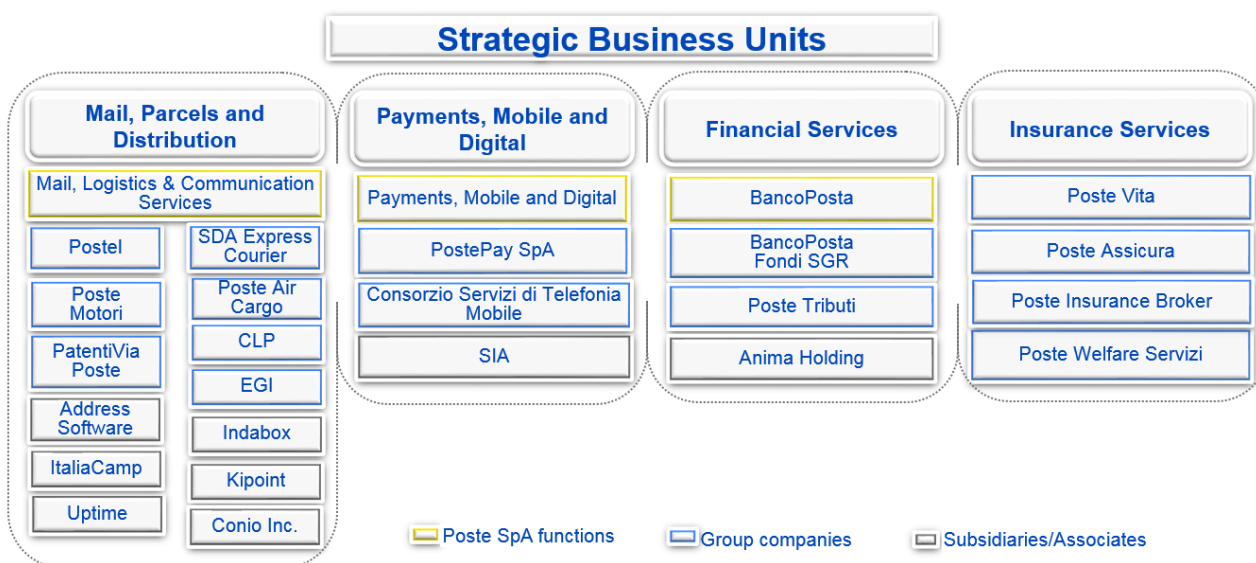 Strategic Business Units
Mail, Parcels and
Distribution
Mail, Logistics & Communication
Services
Postel
Poste
Motori
PatentiVia
Poste
Address
Software
ItaliaCamp
Uptime
SDA Express
Courier
Poste Air
Cargo
CLP
EGI
Indabox
Kipoint
Conio Inc.
Payments, Mobile and
Digital
Payments, Mobile and Digital
PostePay SpA
Consorzio Servizi di Telefonia
Mobile
SIA
Financial Services
BancoPosta
BancoPosta
Fondi SGR
Poste Tributi
Anima Holding
Insurance Services
Poste Vita
Poste Assicura
Poste Insurance Broker
Poste Welfare Servizi
Poste SpA functions
Group companies
Subsidiaries/Associates